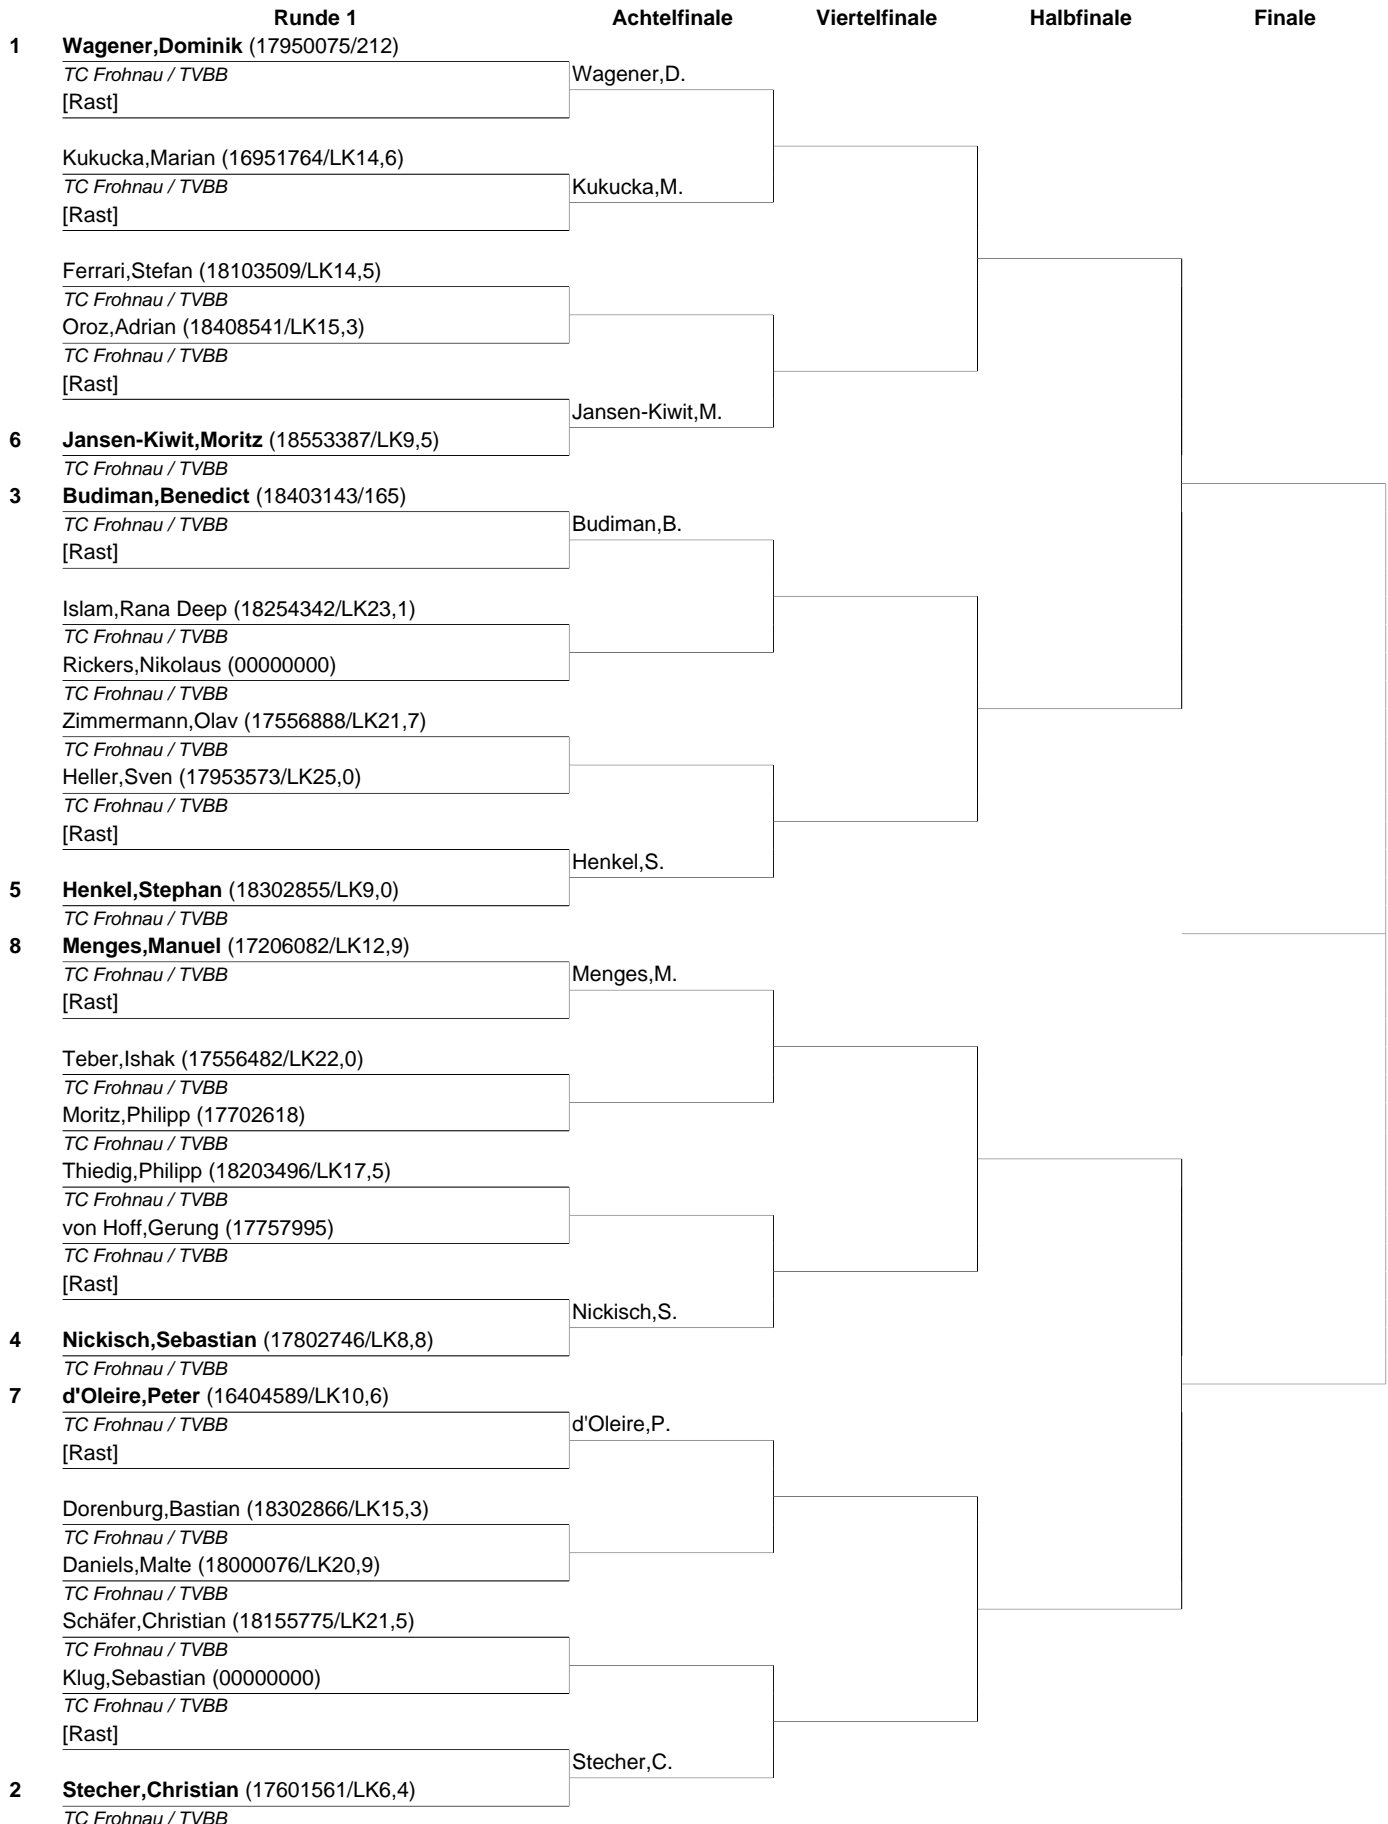 Runde 1 Achtelfinale Viertelfinale Halbfinale Finale
1 Wagener,Dominik (17950075/212)
TC Frohnau / TVBB Wagener,D.
[Rast]
Kukucka,Marian (16951764/LK14,6)
TC Frohnau / TVBB Kukucka,M.
[Rast]
Ferrari,Stefan (18103509/LK14,5)
TC Frohnau / TVBB
Oroz,Adrian (18408541/LK15,3)
TC Frohnau / TVBB
[Rast]
Jansen-Kiwit,M.
6 Jansen-Kiwit,Moritz (18553387/LK9,5)
TC Frohnau / TVBB
3 Budiman,Benedict (18403143/165)
TC Frohnau / TVBB Budiman,B.
[Rast]
Islam,Rana Deep (18254342/LK23,1)
TC Frohnau / TVBB
Rickers,Nikolaus (00000000)
TC Frohnau / TVBB
Zimmermann,Olav (17556888/LK21,7)
TC Frohnau / TVBB
Heller,Sven (17953573/LK25,0)
TC Frohnau / TVBB
[Rast]
Henkel,S.
5 Henkel,Stephan (18302855/LK9,0)
TC Frohnau / TVBB
8 Menges,Manuel (17206082/LK12,9)
TC Frohnau / TVBB Menges,M.
[Rast]
Teber,Ishak (17556482/LK22,0)
TC Frohnau / TVBB
Moritz,Philipp (17702618)
TC Frohnau / TVBB
Thiedig,Philipp (18203496/LK17,5)
TC Frohnau / TVBB
von Hoff,Gerung (17757995)
TC Frohnau / TVBB
[Rast]
Nickisch,S.
4 Nickisch,Sebastian (17802746/LK8,8)
TC Frohnau / TVBB
7 d'Oleire,Peter (16404589/LK10,6)
TC Frohnau / TVBB d'Oleire,P.
[Rast]
Dorenburg,Bastian (18302866/LK15,3)
TC Frohnau / TVBB
Daniels,Malte (18000076/LK20,9)
TC Frohnau / TVBB
Schäfer,Christian (18155775/LK21,5)
TC Frohnau / TVBB
Klug,Sebastian (00000000)
TC Frohnau / TVBB
[Rast]
Stecher,C.
2 Stecher,Christian (17601561/LK6,4)
TC Frohnau / TVBB